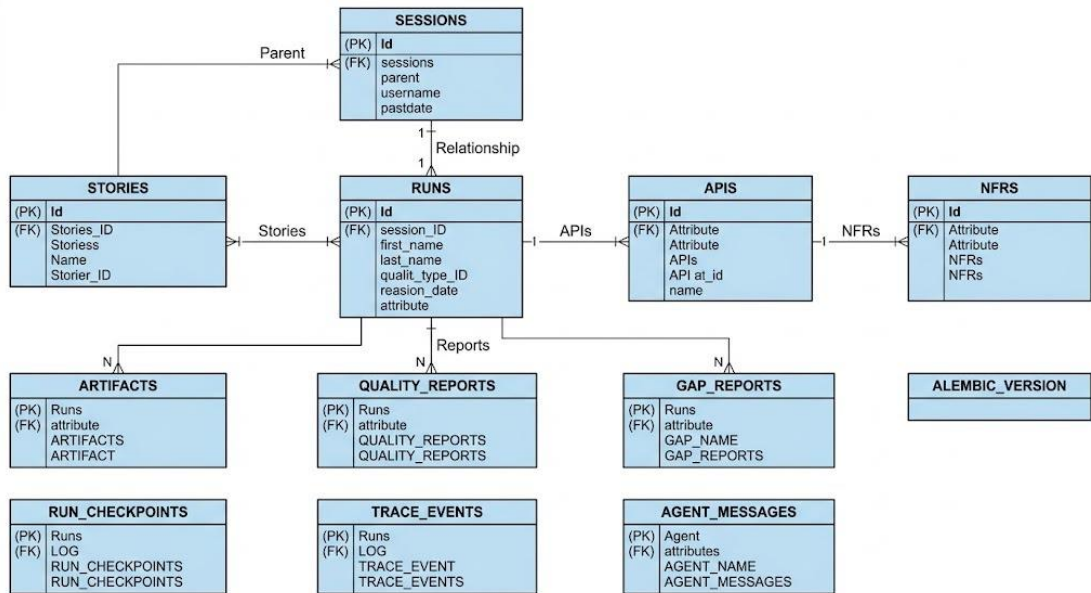 SESSIONS
(PK) Id
(FK) sessions
parent
username
pastdate
Parent
1
Relationship
1
STORIES
(PK) Id
(FK) Stories_ID
Storiess
Name
Storier_ID
Stories
RUNS
(PK) Id
(FK) session_ID
first_name
last_name
qualit_type_ID
reasion_date
attribute
1 APIs
APIS
(PK) Id
(FK) Attribute
Attribute
APIs
API at_id
name
1 NFRs
NFRS
(PK) Id
(FK) Attribute
Attribute
NFRs
NFRs
Reports
N
N
N
ARTIFACTS
(PK) Runs
(FK) attribute
ARTIFACTS
ARTIFACT
QUALITY_REPORTS
(PK) Runs
(FK) attribute
QUALITY_REPORTS
QUALITY_REPORTS
GAP_REPORTS
(PK) Runs
(FK) attribute
GAP_NAME
GAP_REPORTS
ALEMBIC_VERSION
RUN_CHECKPOINTS
(PK) Runs
(FK) LOG
RUN_CHECKPOINTS
RUN_CHECKPOINTS
TRACE_EVENTS
(PK) Runs
(FK) LOG
TRACE_EVENT
TRACE_EVENTS
AGENT_MESSAGES
(PK) Agent
(FK) attributes
AGENT_NAME
AGENT_MESSAGES